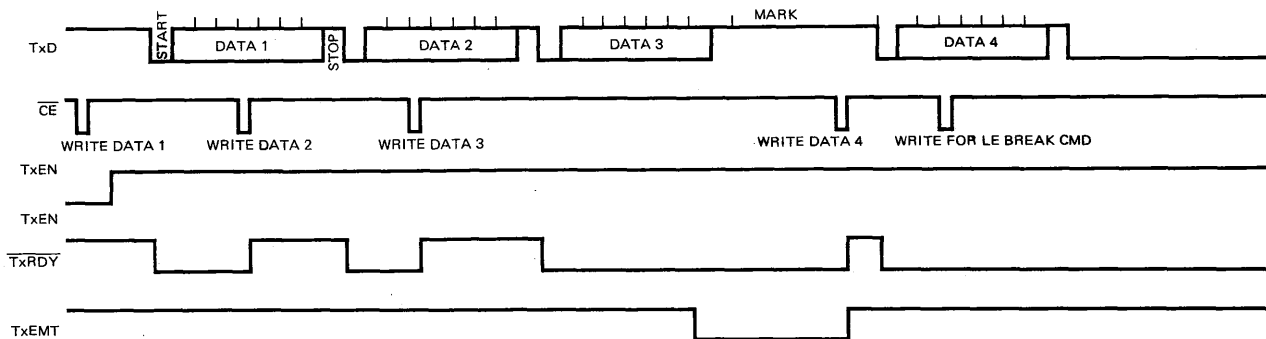 MARK
TxD
START
DATA 1
STOP
DATA 2
DATA 3
DATA 4
CE
WRITE DATA 1
WRITE DATA 2
WRITE DATA 3
WRITE DATA 4
WRITE FOR LE BREAK CMD
TxEN
TxEN
TxRDY
TxEMT